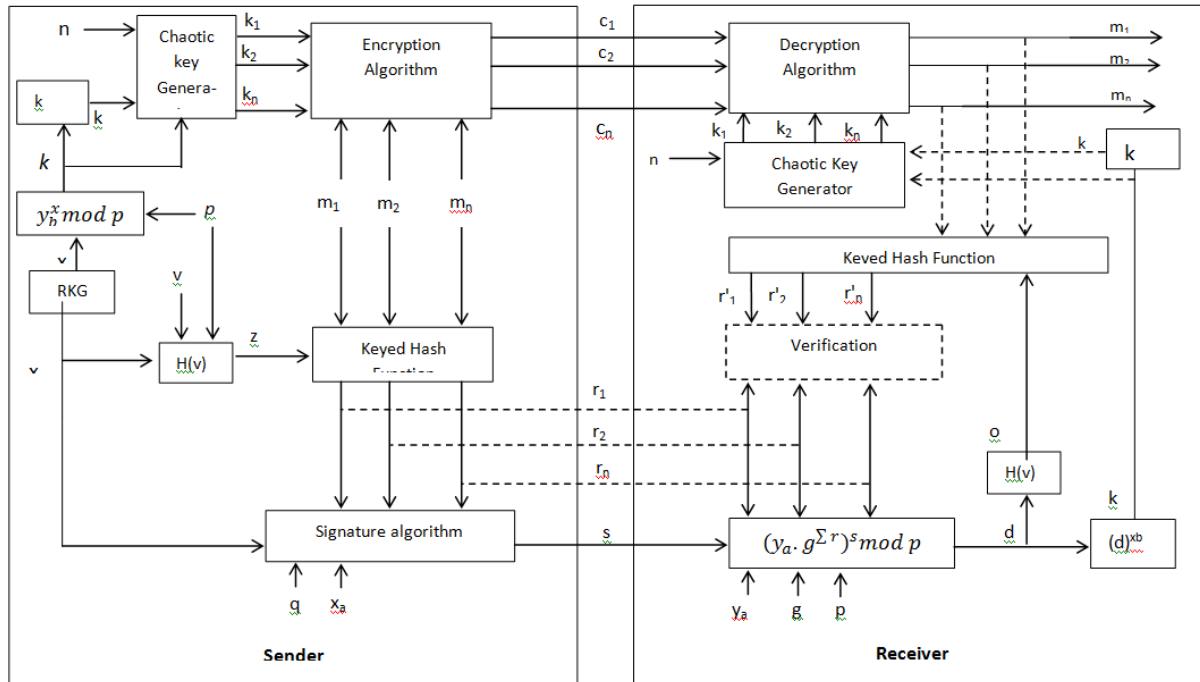 n
Chaotic
key
Genera-
k₁
k₂
kₙ
Encryption
Algorithm
c₁
c₂
cₙ
Decryption
Algorithm
m₁
m₂
mₙ
k
k
k
k₁ k₂ kₙ
n
Chaotic Key
Generator
k
k
yₕˣ mod p
p
m₁ m₂ mₙ
v
RKG
v
H(v)
z
Keyed Hash
Function
Keved Hash Function
r'₁ r'₂ r'ₙ
Verification
r₁
r₂
rₙ
o
H(v)
k
Signature algorithm
s
(yₐ. g^Σ r)ˢ mod p
d
(d)ˣᵇ
q xₐ
yₐ g p
Sender
Receiver